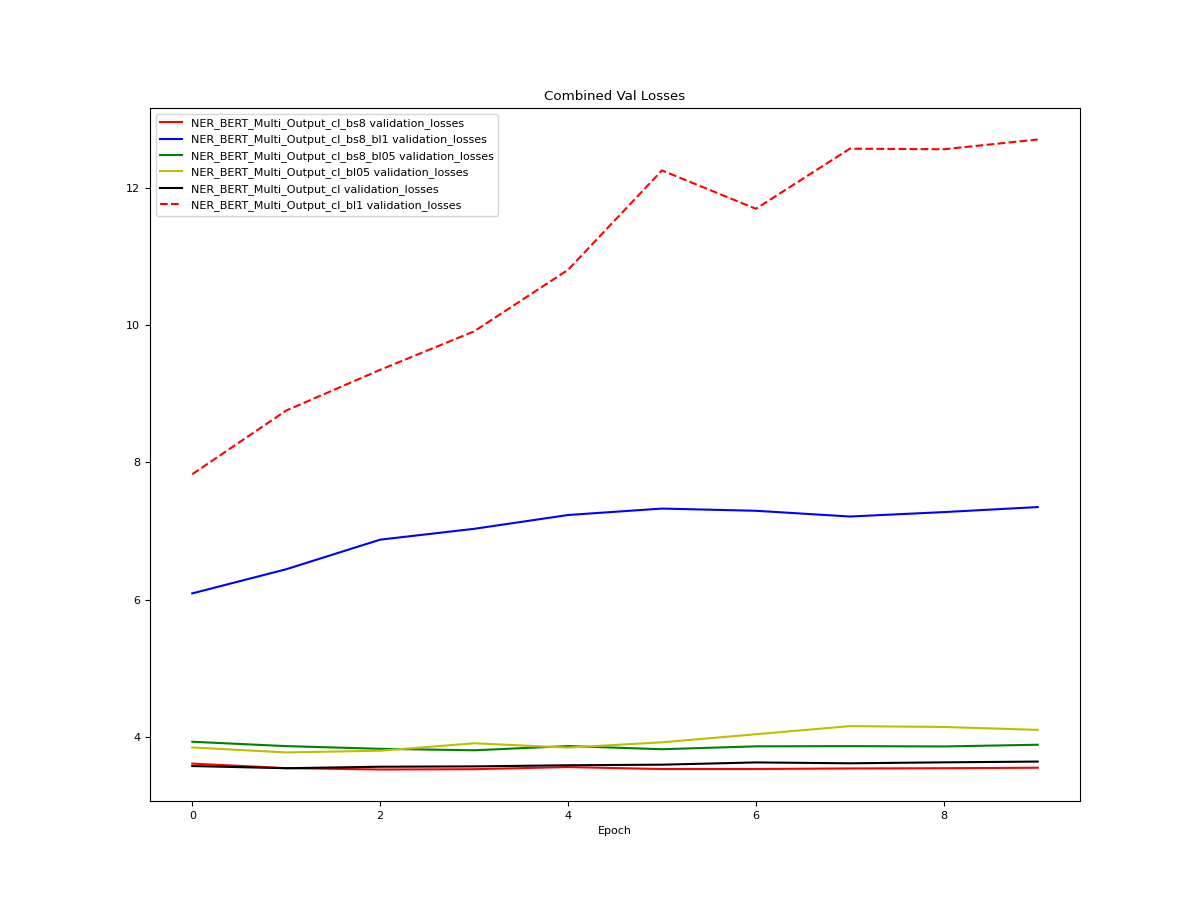 Combined Val Losses
NER_BERT_Multi_Output_cl_bs8 validation_losses
NER_BERT_Multi_Output_cl_bs8_bl1 validation_losses
NER_BERT_Multi_Output_cl_bs8_bl05 validation_losses
NER_BERT_Multi_Output_cl_bl05 validation_losses
NER_BERT_Multi_Output_cl validation_losses
NER_BERT_Multi_Output_cl_bl1 validation_losses
12
10
8
6
4
0 2 4 6 8
Epoch